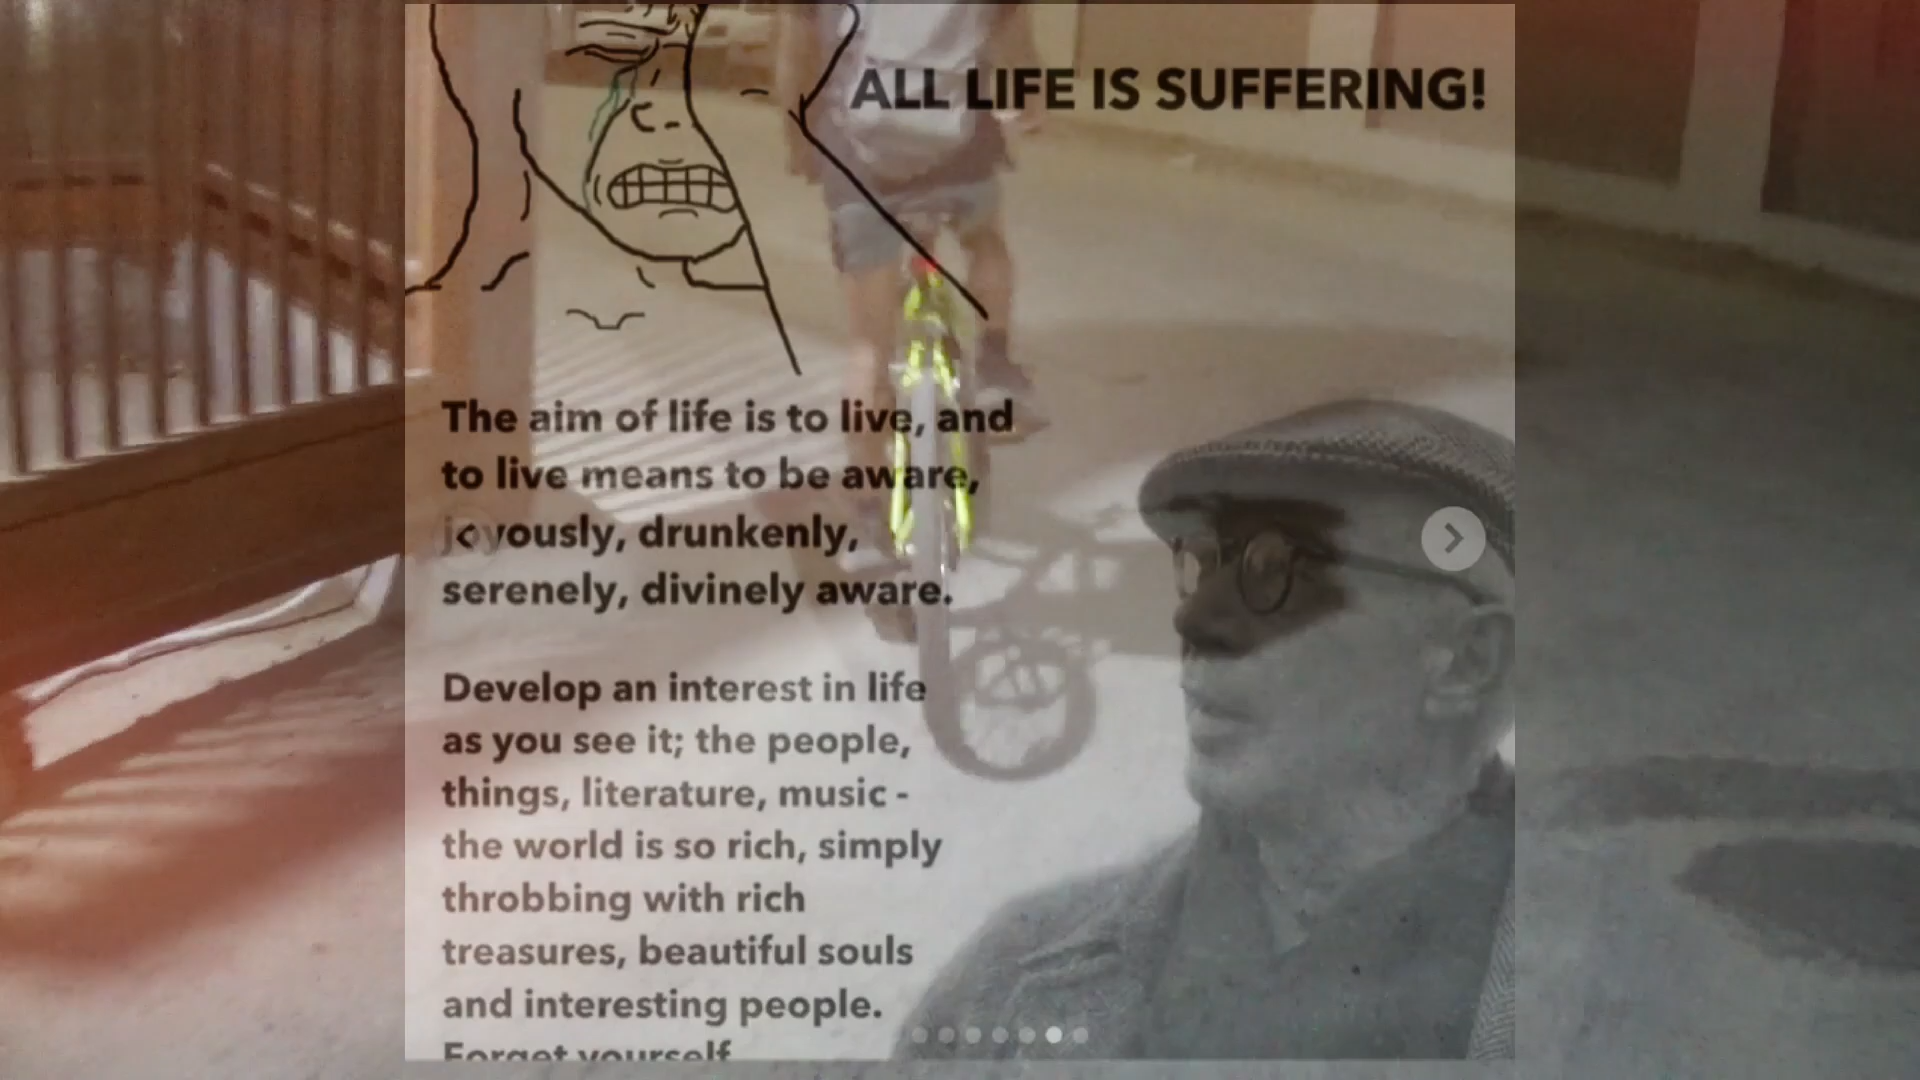 ALL LIFE IS SUFFERING!
The aim of life is to live, and
to live means to be aware,
joyously, drunkenly,
serenely, divinely aware.
Develop an interest in life
as you see it; the people,
things, literature, music -
the world is so rich, simply
throbbing with rich
treasures, beautiful souls
and interesting people.
Forget yourself